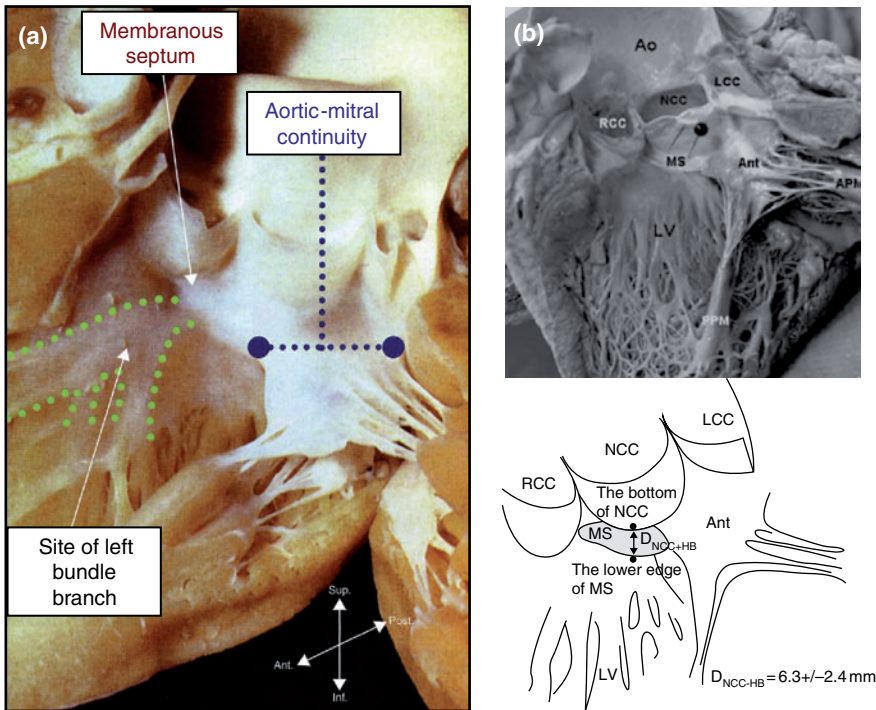 (a)
Membranous
septum
Aortic-mitral
continuity
Site of left
bundle
branch
Sup.
Post.
Ant.
Inf.
(b)
Ao
LCC
NCC
RCC
MS
Ant
APM
LV
PPM
LCC
NCC
RCC
The bottom
of NCC
Ant
MS
D NCC+HB
The lower edge
of MS
LV
D NCC-HB = 6.3+/–2.4 mm